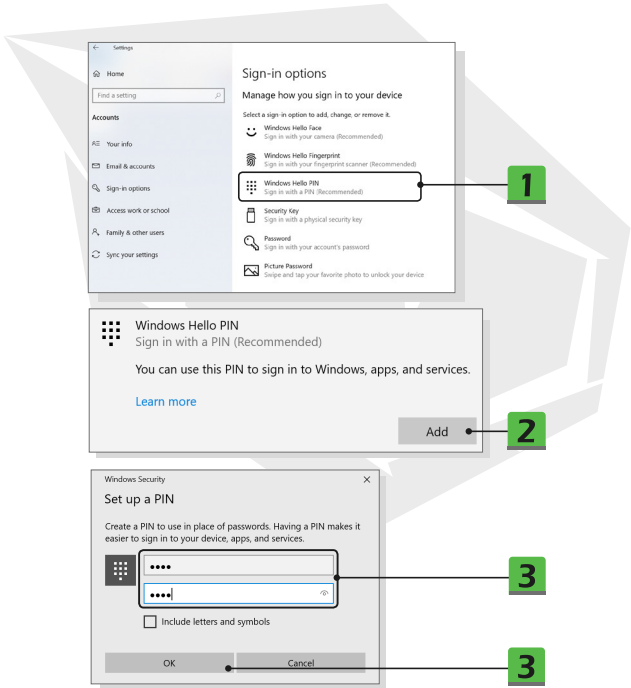 ← Settings
Home
Find a setting
Accounts
Your info
Email & accounts
Sign-in options
Access work or school
Family & other users
Sync your settings
Sign-in options
Manage how you sign in to your device
Select a sign-in option to add, change, or remove it.
Windows Hello Face
Sign in with your camera (Recommended)
Windows Hello Fingerprint
Sign in with your fingerprint scanner (Recommended)
Windows Hello PIN
Sign in with a PIN (Recommended)
Security Key
Sign in with a physical security key
Password
Sign in with your account's password
Picture Password
Swipe and tap your favorite photo to unlock your device
1
Windows Hello PIN
Sign in with a PIN (Recommended)
You can use this PIN to sign in to Windows, apps, and services.
Learn more
Add
2
Windows Security
Set up a PIN
Create a PIN to use in place of passwords. Having a PIN makes it
easier to sign in to your device, apps, and services.
••••
••••
3
Include letters and symbols
OK Cancel
3